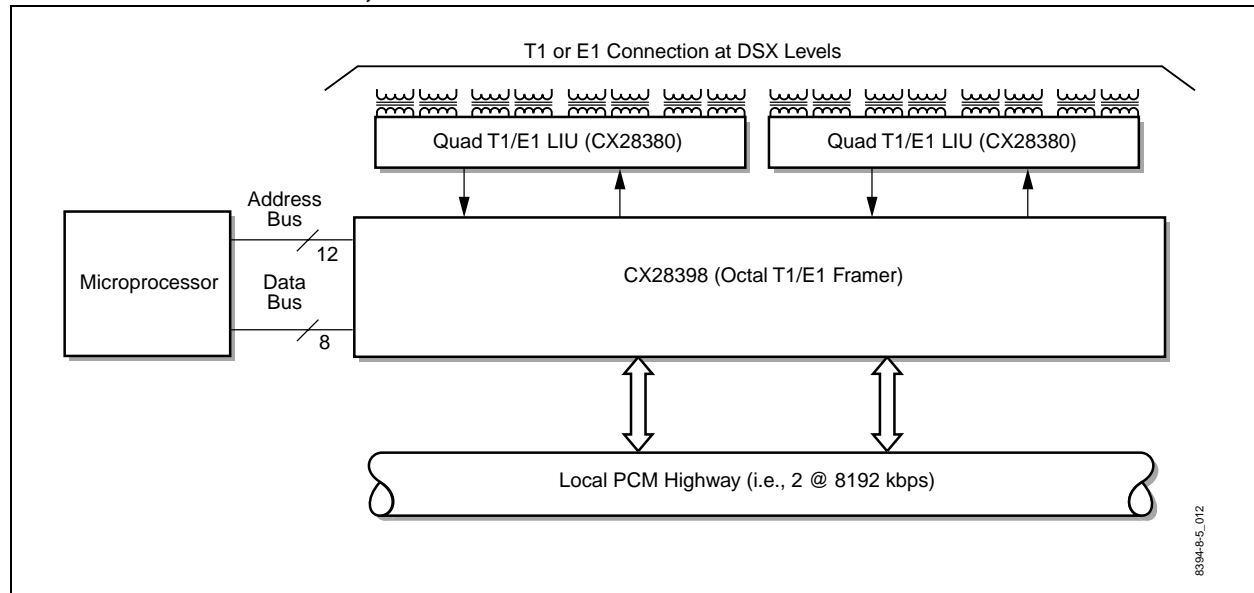 T1 or E1 Connection at DSX Levels
Quad T1/E1 LIU (CX28380)
Quad T1/E1 LIU (CX28380)
Address
Bus
12
Microprocessor
Data
Bus
8
CX28398 (Octal T1/E1 Framer)
Local PCM Highway (i.e., 2 @ 8192 kbps)
8394-8-5_012